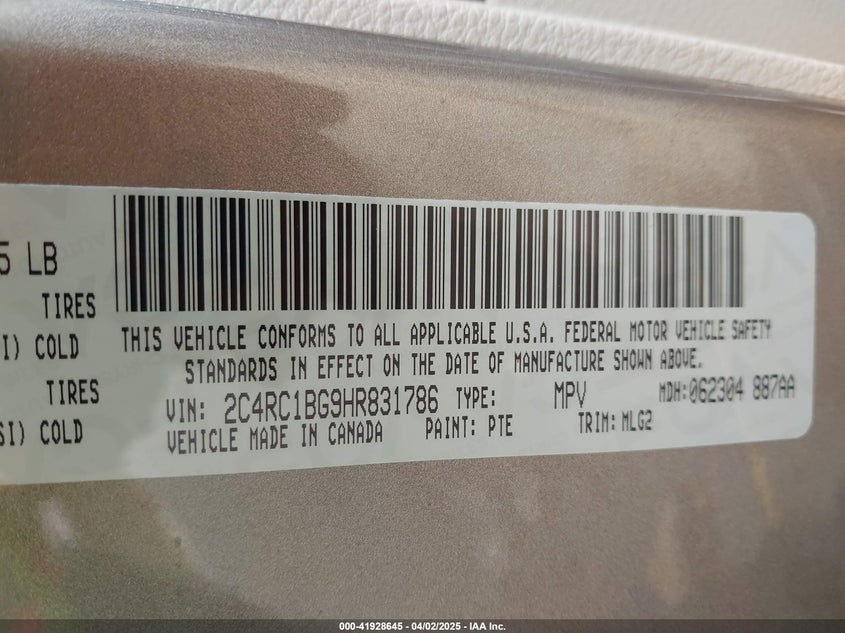 5 LB
TIRES
I) COLD
TIRES
SI) COLD
THIS VEHICLE CONFORMS TO ALL APPLICABLE U.S.A. FEDERAL MOTOR VEHICLE SAFETY
STANDARDS IN EFFECT ON THE DATE OF MANUFACTURE SHOWN ABOVE.
VIN: 2C4RC1BG9HR831786 TYPE: MPV MDH:062304 887AA
VEHICLE MADE IN CANADA PAINT: PTE TRIM: MLG2
000-41928645 - 04/02/2025 - IAA Inc.